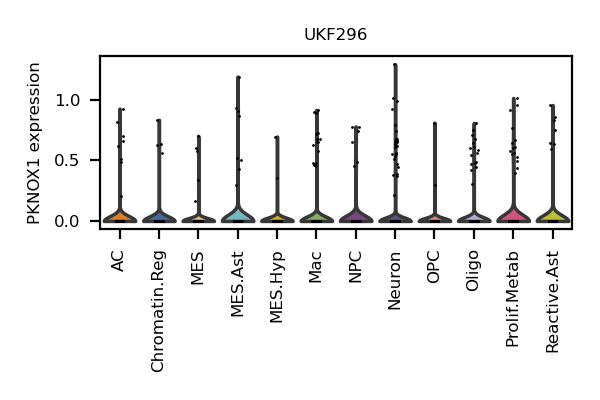 UKF296
PKNOX1 expression
1.0
0.5
0.0
AC
Chromatin.Reg
MES
MES.Ast
MES.Hyp
Mac
NPC
Neuron
OPC
Oligo
Prolif.Metab
Reactive.Ast